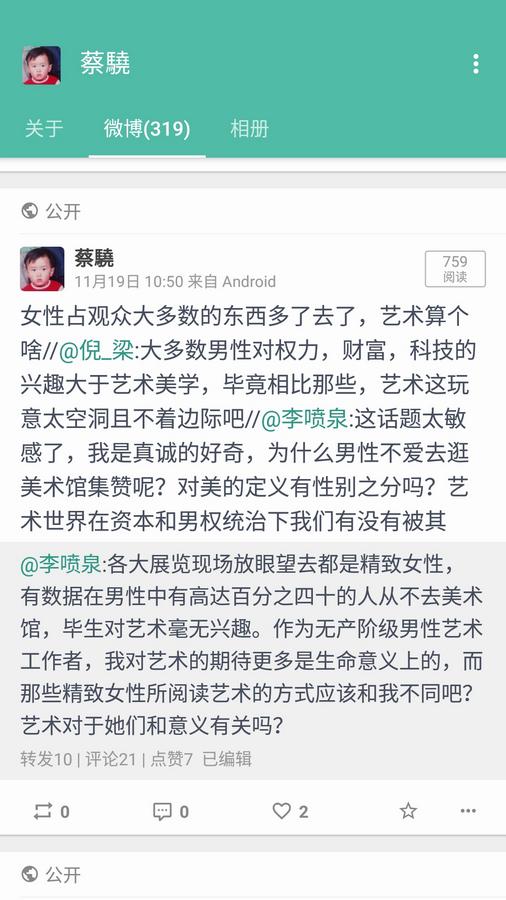 蔡驍
关于 微博(319) 相册
公开
蔡驍
11月19日 10:50 来自 Android
759
阅读
女性占观众大多数的东西多了去了，艺术算个
啥//@倪_梁:大多数男性对权力，财富，科技的
兴趣大于艺术美学，毕竟相比那些，艺术这玩
意太空洞且不着边际吧//@李喷泉:这话题太敏
感了，我是真诚的好奇，为什么男性不爱去逛
美术馆集赞呢？对美的定义有性别之分吗？艺
术世界在资本和男权统治下我们有没有被其
@李喷泉:各大展览现场放眼望去都是精致女性，
有数据在男性中有高达百分之四十的人从不去美术
馆，毕生对艺术毫无兴趣。作为无产阶级男性艺术
工作者，我对艺术的期待更多是生命意义上的，而
那些精致女性所阅读艺术的方式应该和我不同吧？
艺术对于她们和意义有关吗？
转发10 | 评论21 | 点赞7 已编辑
0 0 2
公开